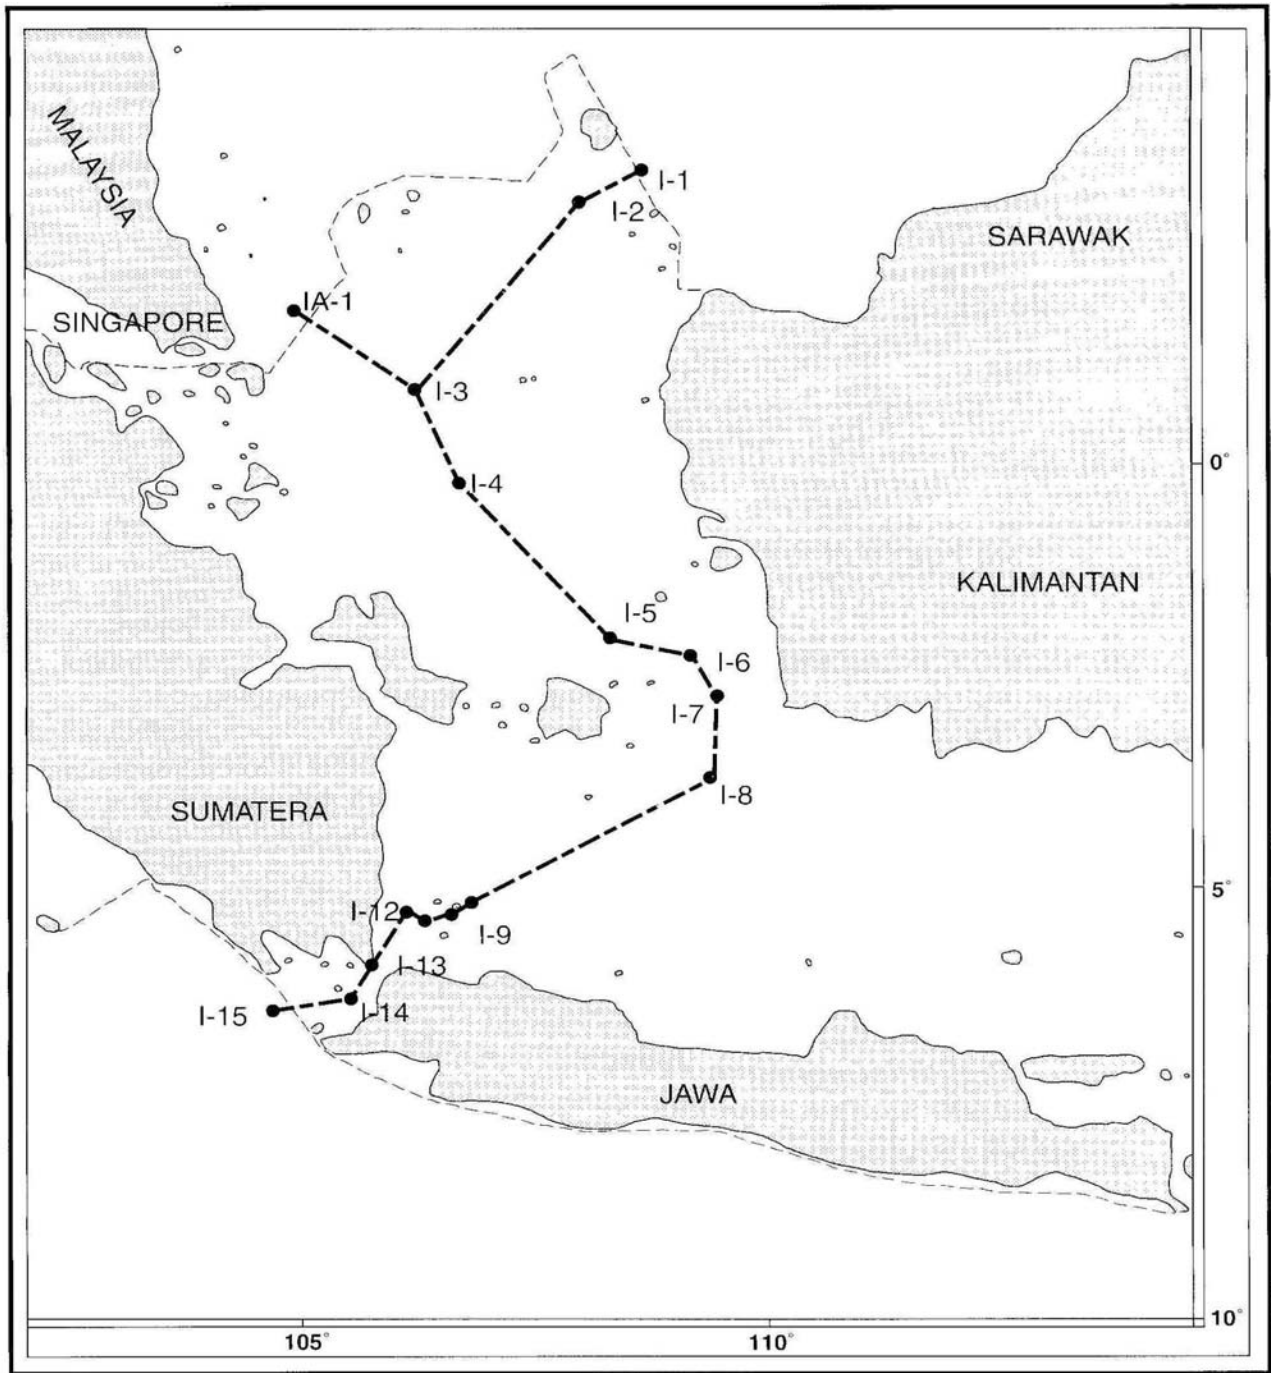 MALAYSIA
I-1
I-2
SARAWAK
IA-1
SINGAPORE
I-3
0°
I-4
KALIMANTAN
I-5
I-6
I-7
I-8
SUMATERA
5°
I-12
I-9
I-13
I-15
I-14
JAWA
10°
105°
110°